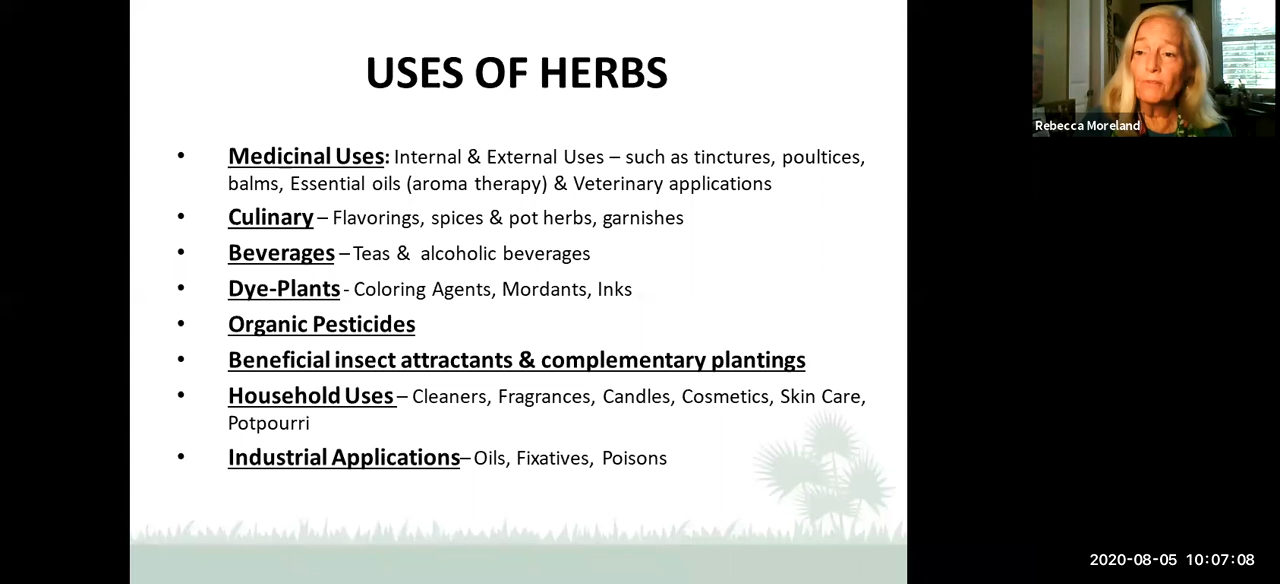 USES OF HERBS
• Medicinal Uses: Internal & External Uses – such as tinctures, poultices,
balms, Essential oils (aroma therapy) & Veterinary applications
• Culinary – Flavorings, spices & pot herbs, garnishes
• Beverages – Teas & alcoholic beverages
• Dye-Plants - Coloring Agents, Mordants, Inks
• Organic Pesticides
• Beneficial insect attractants & complementary plantings
• Household Uses – Cleaners, Fragrances, Candles, Cosmetics, Skin Care,
Potpourri
• Industrial Applications– Oils, Fixatives, Poisons
Rebecca Moreland
2020-08-05 10:07:08